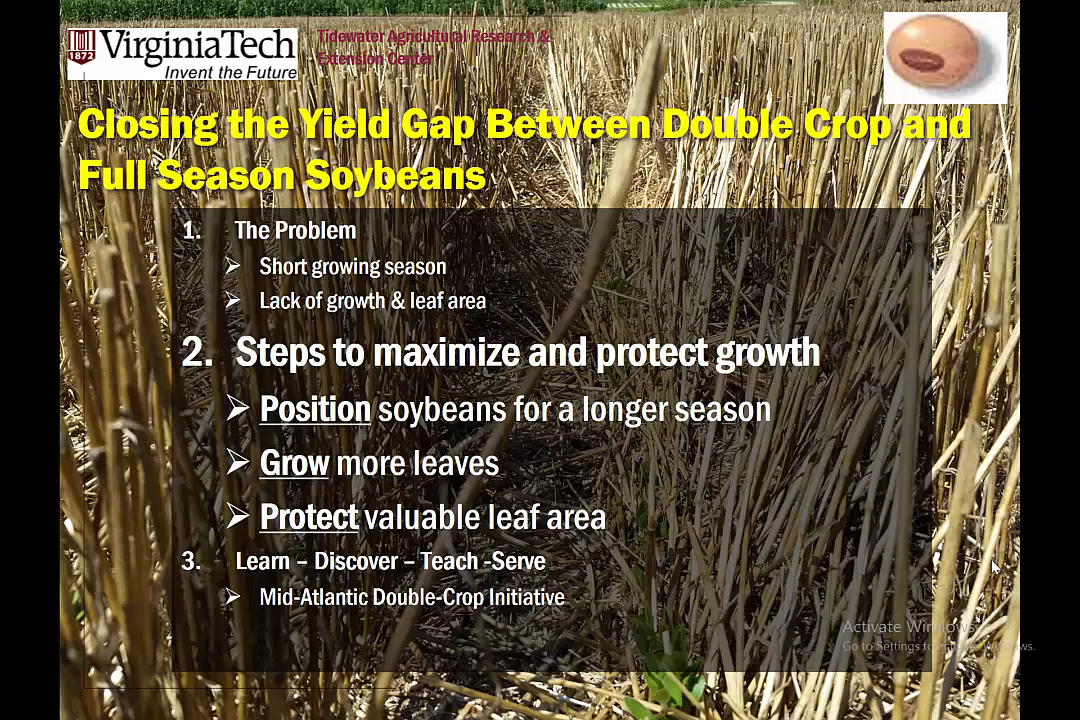 VirginiaTech
1872
Invent the Future
Tidewater Agricultural Research &
Extension Center
Closing the Yield Gap Between Double Crop and
Full Season Soybeans
1. The Problem
➢ Short growing season
➢ Lack of growth & leaf area
2. Steps to maximize and protect growth
➢ Position soybeans for a longer season
➢ Grow more leaves
➢ Protect valuable leaf area
3. Learn – Discover – Teach -Serve
➢ Mid-Atlantic Double-Crop Initiative
Activate Windows
Go to Settings to activate Windows.